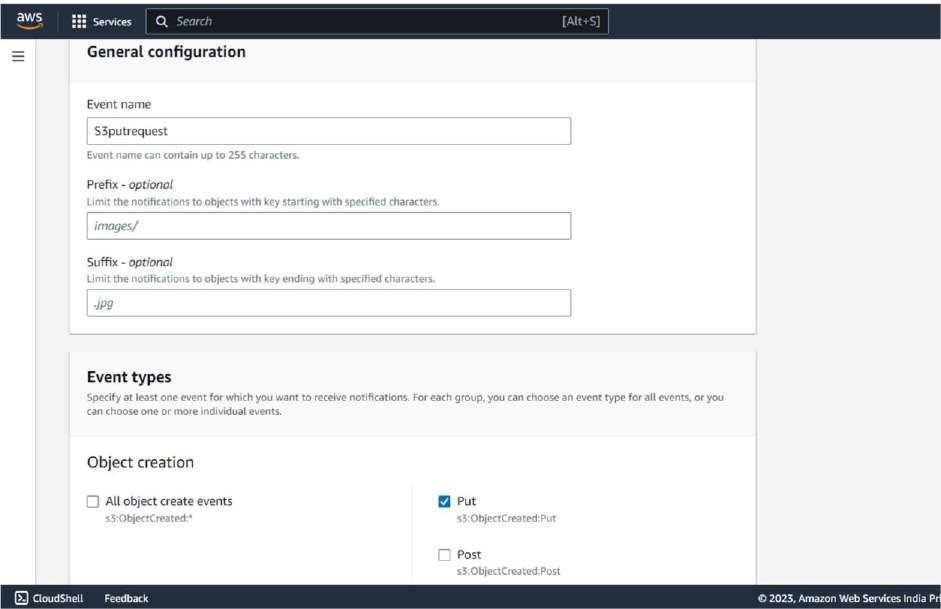 aws
Services
Search
[Alt+S]
General configuration
Event name
S3putrequest
Event name can contain up to 255 characters.
Prefix - optional
Limit the notifications to objects with key starting with specified characters.
images/
Suffix - optional
Limit the notifications to objects with key ending with specified characters.
.jpg
Event types
Specify at least one event for which you want to receive notifications. For each group, you can choose an event type for all events, or you
can choose one or more individual events.
Object creation
All object create events
s3:ObjectCreated:*
Put
s3:ObjectCreated:Put
Post
s3:ObjectCreated:Post
CloudShell
Feedback
© 2023, Amazon Web Services India Pri